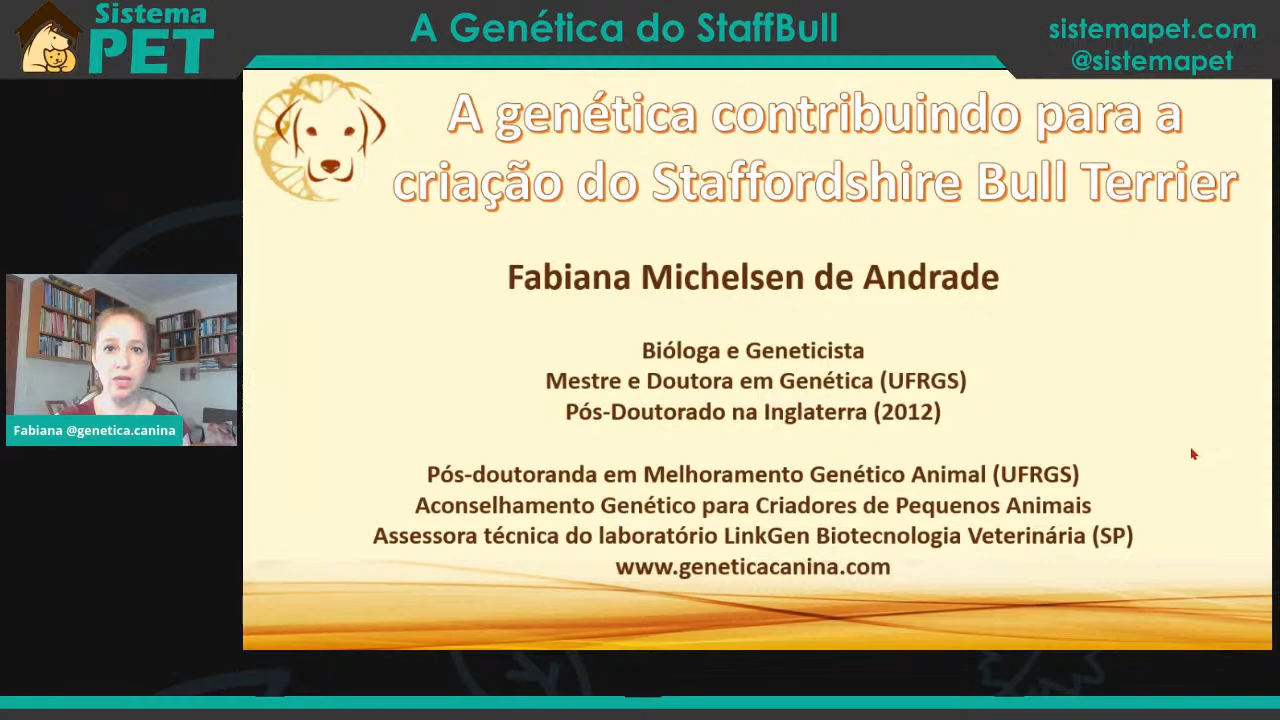 Sistema
PET
A Genética do StaffBull
sistemapet.com
@sistemapet
A genética contribuindo para a
criação do Staffordshire Bull Terrier
Fabiana Michelsen de Andrade
Bióloga e Geneticista
Mestre e Doutora em Genética (UFRGS)
Pós-Doutorado na Inglaterra (2012)
Pós-doutoranda em Melhoramento Genético Animal (UFRGS)
Aconselhamento Genético para Criadores de Pequenos Animais
Assessora técnica do laboratório LinkGen Biotecnologia Veterinária (SP)
www.geneticacanina.com
Fabiana @genetica.canina